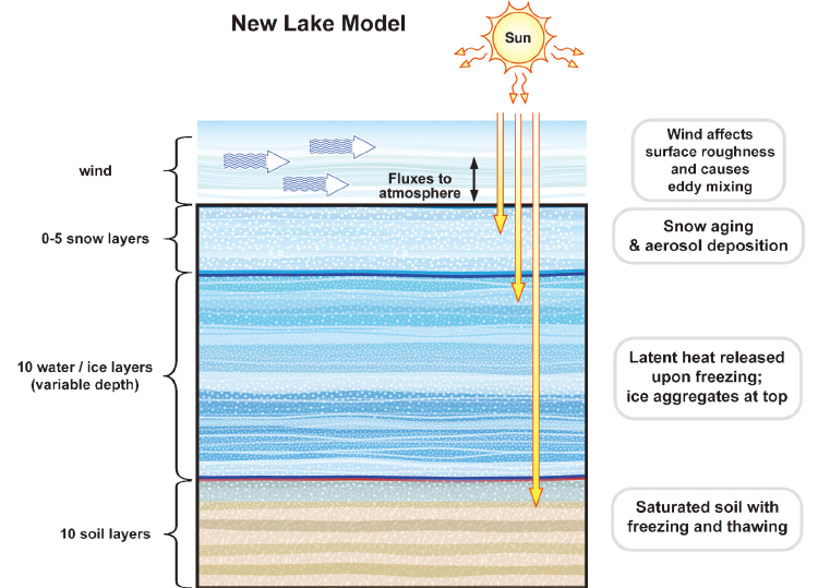 New Lake Model
Sun
wind
Fluxes to
atmosphere
Wind affects
surface roughness
and causes
eddy mixing
0-5 snow layers
Snow aging
& aerosol deposition
10 water / ice layers
(variable depth)
Latent heat released
upon freezing;
ice aggregates at top
10 soil layers
Saturated soil with
freezing and thawing